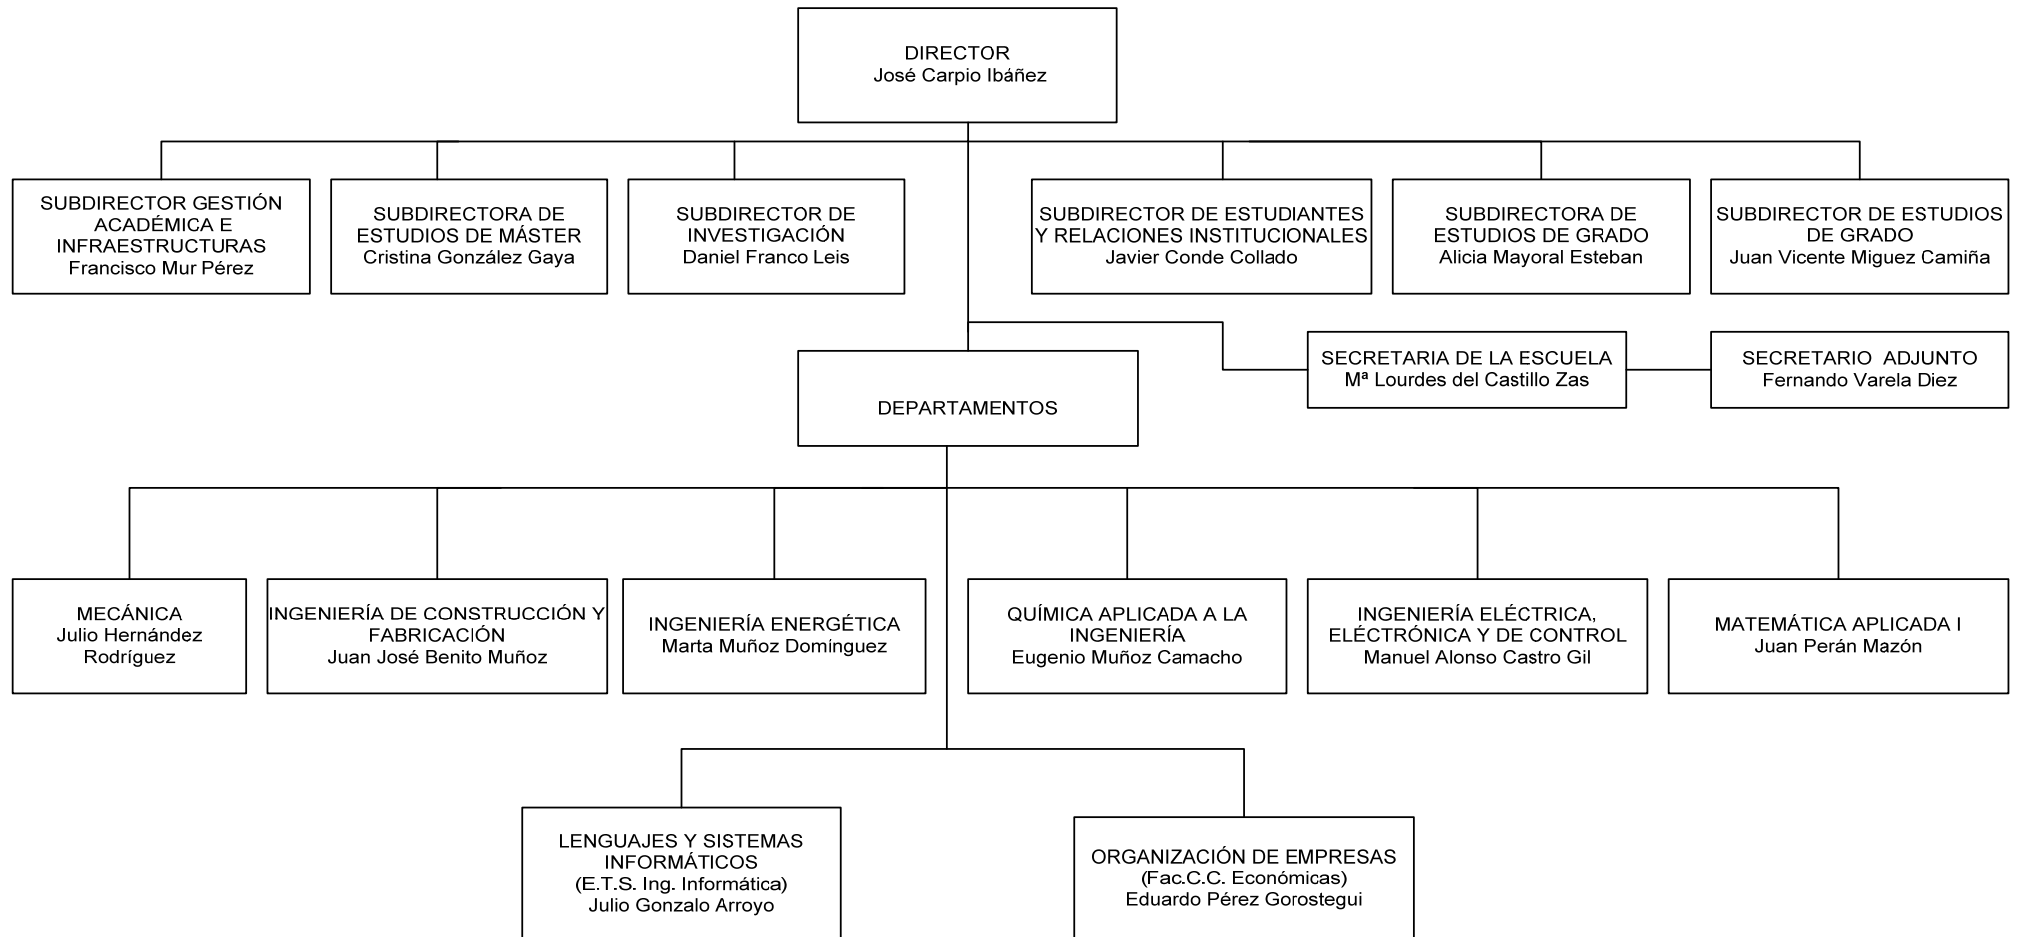 DIRECTOR
José Carpio Ibáñez
SUBDIRECTOR GESTIÓN
ACADÉMICA E
INFRAESTRUCTURAS
Francisco Mur Pérez
SUBDIRECTORA DE
ESTUDIOS DE MÁSTER
Cristina González Gaya
SUBDIRECTOR DE
INVESTIGACIÓN
Daniel Franco Leis
SUBDIRECTOR DE ESTUDIANTES
Y RELACIONES INSTITUCIONALES
Javier Conde Collado
SUBDIRECTORA DE
ESTUDIOS DE GRADO
Alicia Mayoral Esteban
SUBDIRECTOR DE ESTUDIOS
DE GRADO
Juan Vicente Miguez Camiña
SECRETARIA DE LA ESCUELA
Mª Lourdes del Castillo Zas
SECRETARIO ADJUNTO
Fernando Varela Diez
DEPARTAMENTOS
MECÁNICA
Julio Hernández
Rodríguez
INGENIERÍA DE CONSTRUCCIÓN Y
FABRICACIÓN
Juan José Benito Muñoz
INGENIERÍA ENERGÉTICA
Marta Muñoz Domínguez
QUÍMICA APLICADA A LA
INGENIERÍA
Eugenio Muñoz Camacho
INGENIERÍA ELÉCTRICA,
ELÉCTRÓNICA Y DE CONTROL
Manuel Alonso Castro Gil
MATEMÁTICA APLICADA I
Juan Perán Mazón
LENGUAJES Y SISTEMAS
INFORMÁTICOS
(E.T.S. Ing. Informática)
Julio Gonzalo Arroyo
ORGANIZACIÓN DE EMPRESAS
(Fac.C.C. Económicas)
Eduardo Pérez Gorostegui